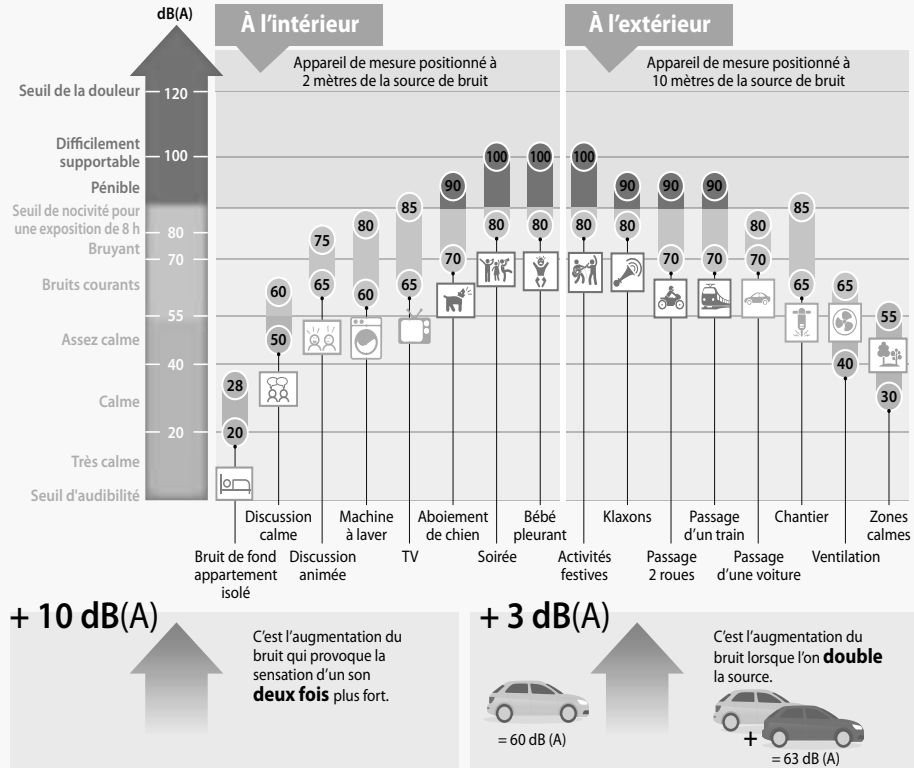 dB(A)
À l'intérieur
À l'extérieur
Appareil de mesure positionné à
2 mètres de la source de bruit
Appareil de mesure positionné à
10 mètres de la source de bruit
Seuil de la douleur
120
Difficilement
supportable
100
Pénible
Seuil de nocivité pour
une exposition de 8 h
80
Bruyant
70
Bruits courants
55
Assez calme
40
Calme
20
Très calme
Seuil d'audibilité
28
20
60
50
75
65
80
60
85
65
90
70
100
80
100
80
100
80
90
80
90
70
90
70
80
70
85
65
65
40
55
30
Bruit de fond
appartement
isolé
Discussion
calme
Discussion
animée
Machine
à laver
TV
Aboiement
de chien
Soirée
Bébé
pleurant
Activités
festives
Klaxons
Passage
2 roues
Passage
d'un train
Passage
d'une voiture
Chantier
Ventilation
Zones
calmes
+ 10 dB(A)
C'est l'augmentation du
bruit qui provoque la
sensation d'un son
deux fois plus fort.
+ 3 dB(A)
C'est l'augmentation du
bruit lorsque l'on double
la source.
= 60 dB (A)
+
= 63 dB (A)